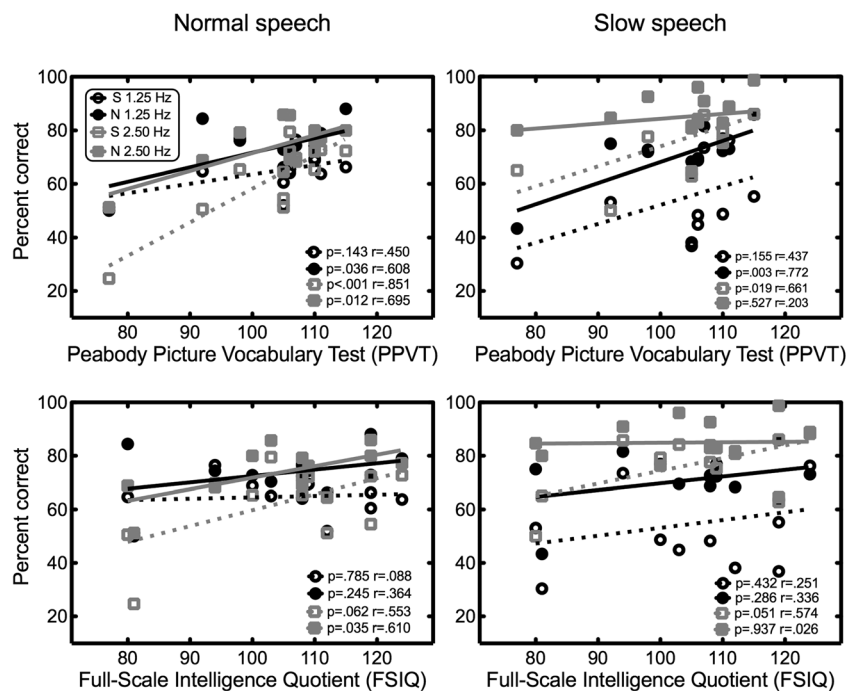 Normal speech
Slow speech
100
80
60
40
20
Percent correct
S 1.25 Hz
N 1.25 Hz
S 2.50 Hz
N 2.50 Hz
p=.143 r=.450
p=.036 r=.608
p<.001 r=.851
p=.012 r=.695
80 90 100 110 120
Peabody Picture Vocabulary Test (PPVT)
100
80
60
40
20
p=.155 r=.437
p=.003 r=.772
p=.019 r=.661
p=.527 r=.203
80 90 100 110 120
Peabody Picture Vocabulary Test (PPVT)
100
80
60
40
20
Percent correct
p=.785 r=.088
p=.245 r=.364
p=.062 r=.553
p=.035 r=.610
80 90 100 110 120
Full-Scale Intelligence Quotient (FSIQ)
100
80
60
40
20
p=.432 r=.251
p=.286 r=.336
p=.051 r=.574
p=.937 r=.026
80 90 100 110 120
Full-Scale Intelligence Quotient (FSIQ)